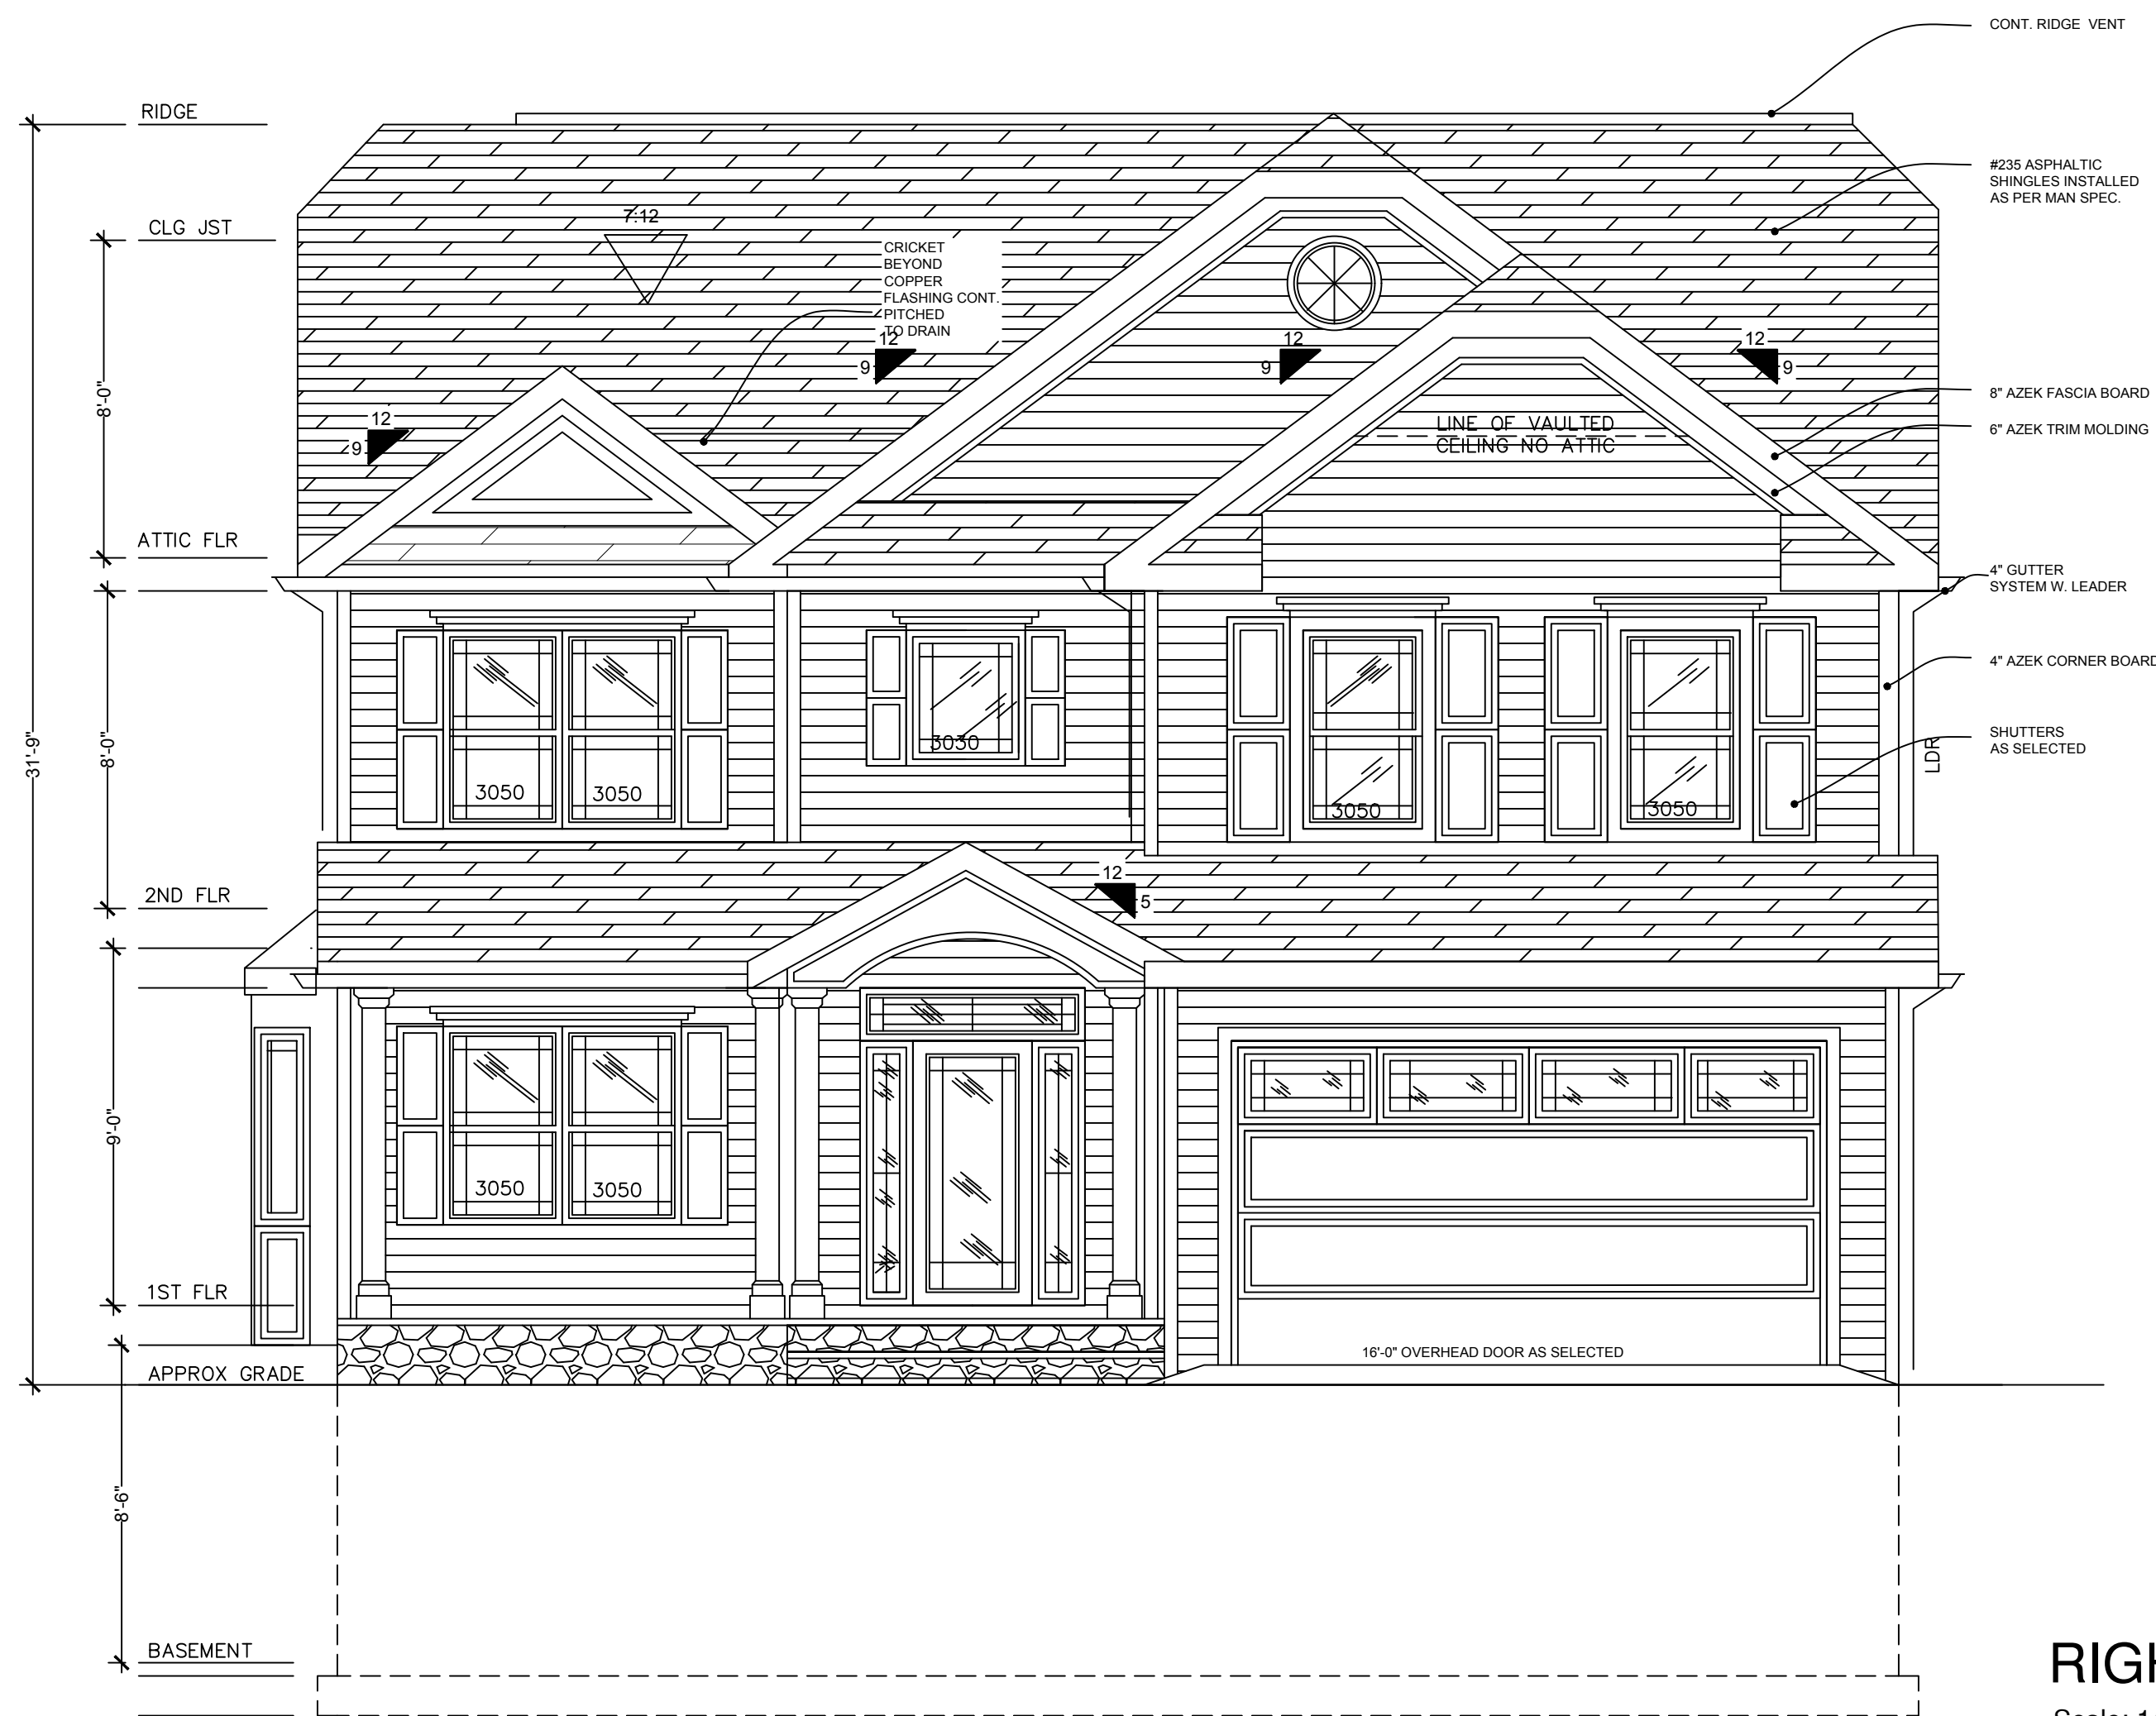 CONT. RIDGE VENT
RIDGE
#235 ASPHALTIC
SHINGLES INSTALLED
AS PER MAN SPEC.
CLG JST
7:12
CRICKET
BEYOND
COPPER
FLASHING CONT.
PITCHED
TO DRAIN
12
9
12
9
12
9
12
9
8'-0"
8" AZEK FASCIA BOARD
6" AZEK TRIM MOLDING
LINE OF VAULTED
CEILING NO ATTIC
ATTIC FLR
4" GUTTER
SYSTEM W. LEADER
4" AZEK CORNER BOARD
SHUTTERS
AS SELECTED
LDR
31'-9"
8'-0"
3030
3050
3050
3050
3050
12
5
2ND FLR
9'-0"
3050
3050
1ST FLR
16'-0" OVERHEAD DOOR AS SELECTED
APPROX GRADE
8'-6"
BASEMENT